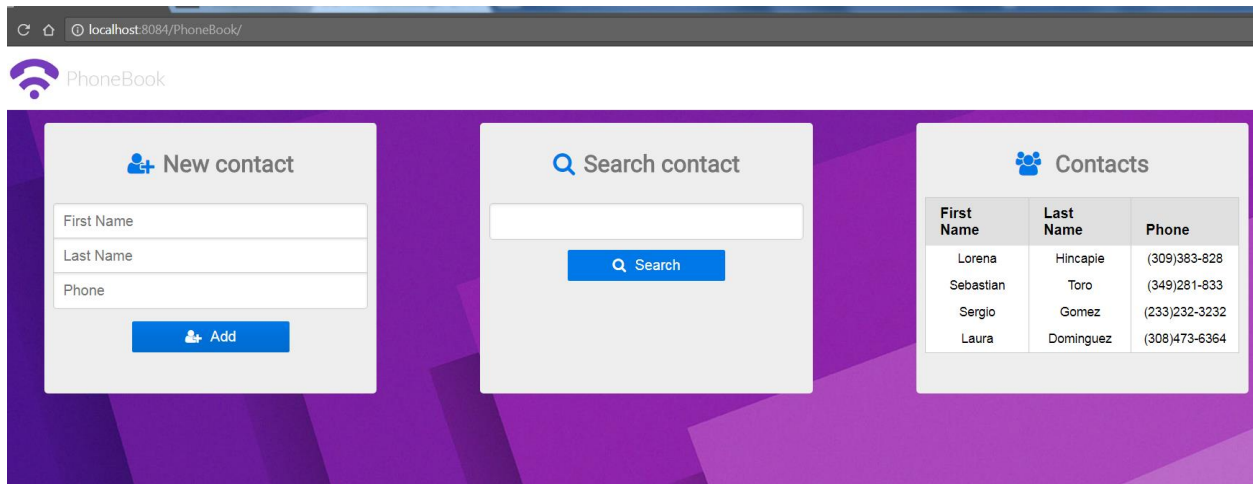 localhost:8084/PhoneBook/
PhoneBook
New contact
First Name
Last Name
Phone
Add
Search contact
Search
Contacts
First Name Last Name Phone
Lorena Hincapie (309)383-828
Sebastian Toro (349)281-833
Sergio Gomez (233)232-3232
Laura Dominguez (308)473-6364